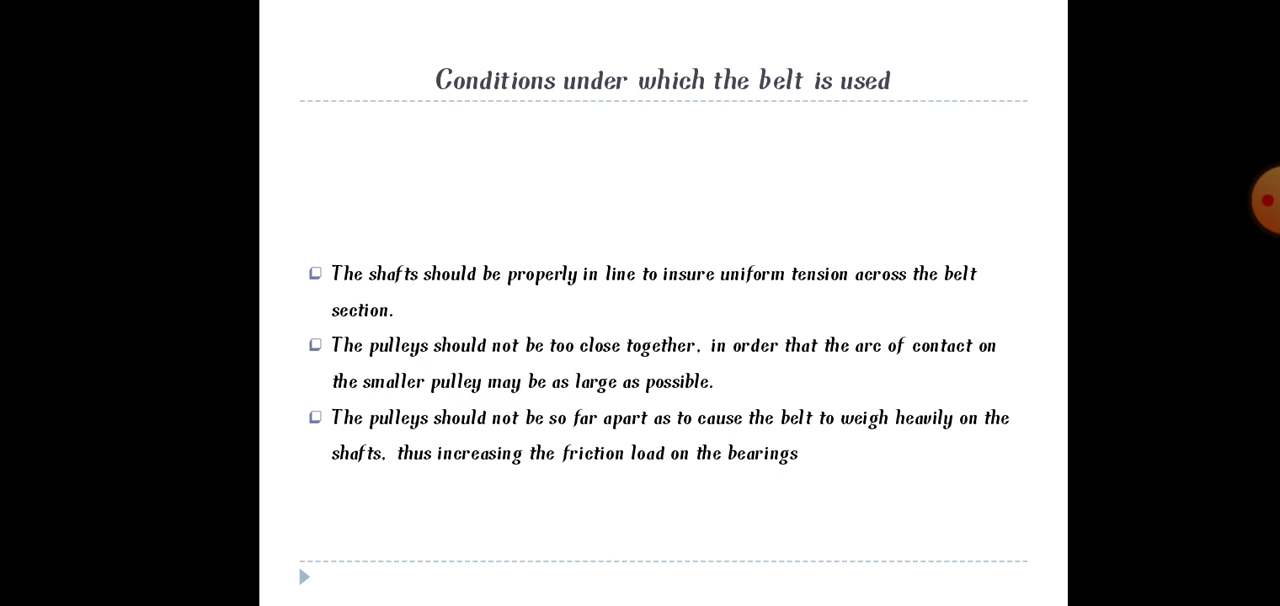 Conditions under which the belt is used
The shafts should be properly in line to insure uniform tension across the belt
section.
The pulleys should not be too close together, in order that the arc of contact on
the smaller pulley may be as large as possible.
The pulleys should not be so far apart as to cause the belt to weigh heavily on the
shafts, thus increasing the friction load on the bearings